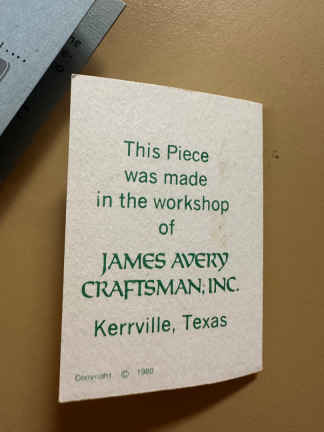 This Piece
was made
in the workshop
of
JAMES AVERY
CRAFTSMAN, INC.
Kerrville, Texas
Copyright © 1980